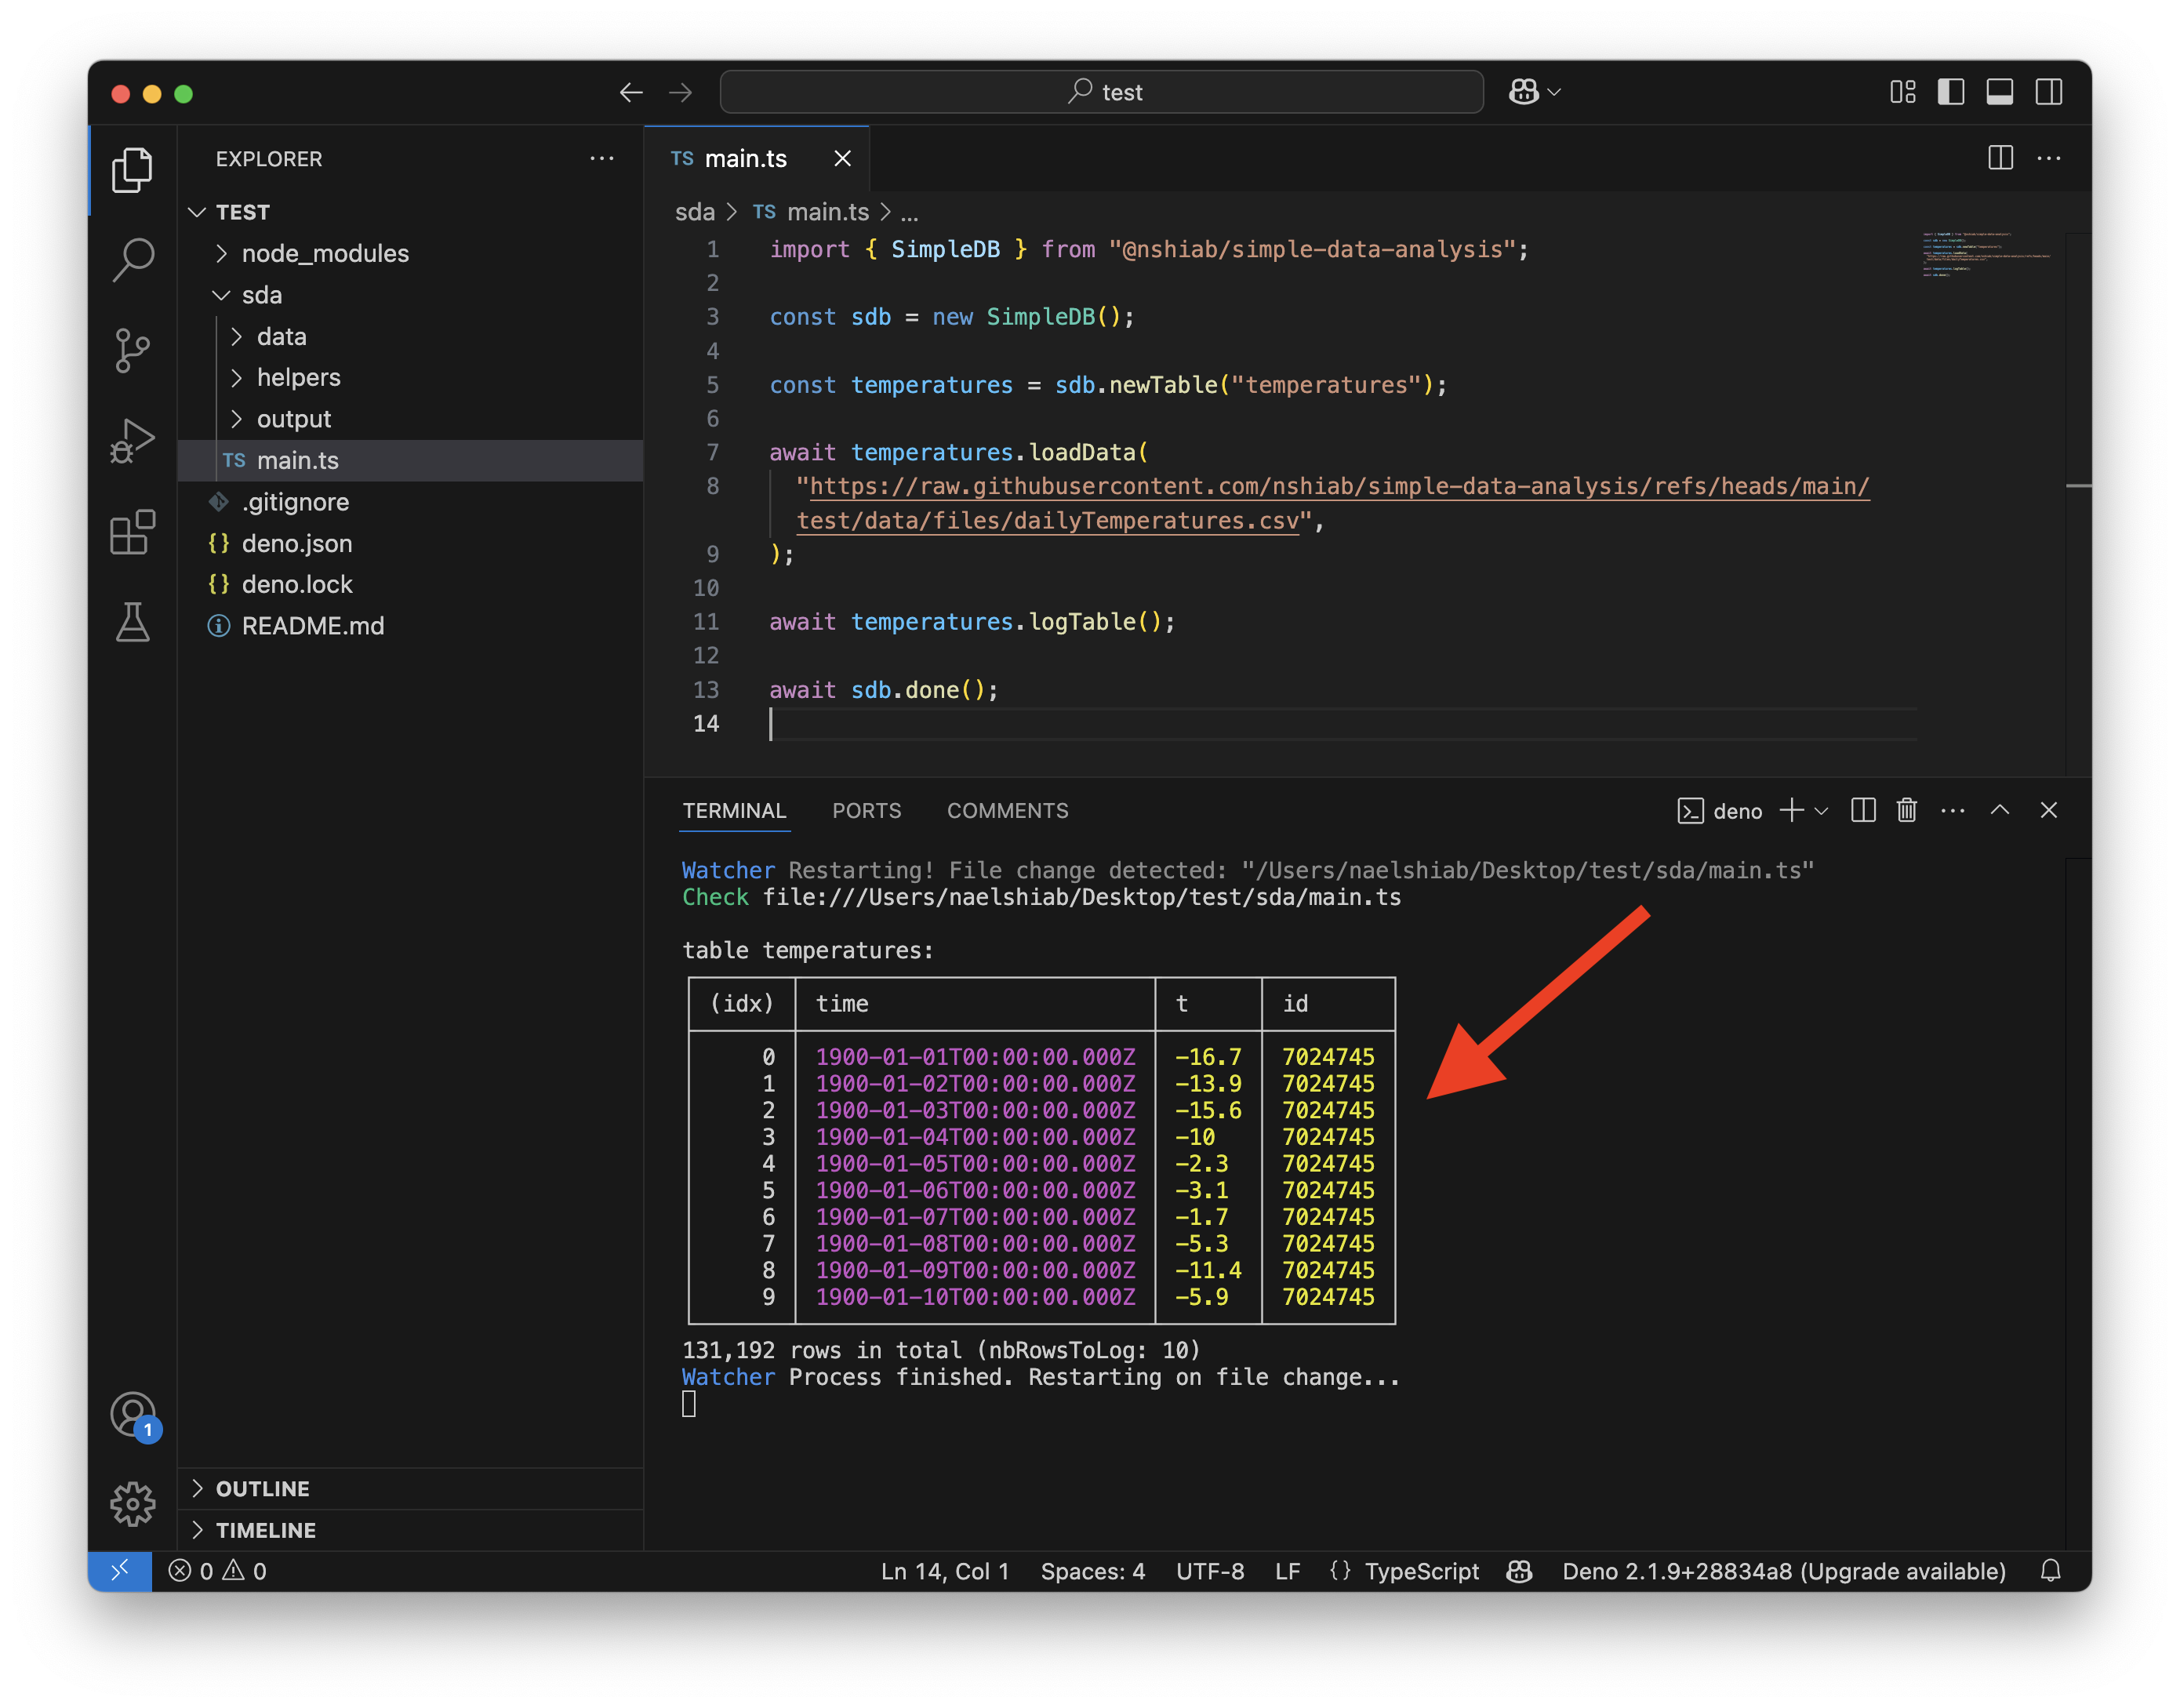 test
EXPLORER
TEST
node_modules
sda
data
helpers
output
TS main.ts
.gitignore
{} deno.json
{} deno.lock
README.md
OUTLINE
TIMELINE
1
TS main.ts
sda > TS main.ts > ...
1 import { SimpleDB } from "@nshiab/simple-data-analysis";
2
3 const sdb = new SimpleDB();
4
5 const temperatures = sdb.newTable("temperatures");
6
7 await temperatures.loadData(
8 "https://raw.githubusercontent.com/nshiab/simple-data-analysis/refs/heads/main/
test/data/files/dailyTemperatures.csv",
9 );
10
11 await temperatures.logTable();
12
13 await sdb.done();
14
TERMINAL PORTS COMMENTS
deno
Watcher Restarting! File change detected: "/Users/naelshiab/Desktop/test/sda/main.ts"
Check file:///Users/naelshiab/Desktop/test/sda/main.ts
table temperatures:
(idx) time t id
0 1900-01-01T00:00:00.000Z -16.7 7024745
1 1900-01-02T00:00:00.000Z -13.9 7024745
2 1900-01-03T00:00:00.000Z -15.6 7024745
3 1900-01-04T00:00:00.000Z -10 7024745
4 1900-01-05T00:00:00.000Z -2.3 7024745
5 1900-01-06T00:00:00.000Z -3.1 7024745
6 1900-01-07T00:00:00.000Z -1.7 7024745
7 1900-01-08T00:00:00.000Z -5.3 7024745
8 1900-01-09T00:00:00.000Z -11.4 7024745
9 1900-01-10T00:00:00.000Z -5.9 7024745
131,192 rows in total (nbRowsToLog: 10)
Watcher Process finished. Restarting on file change...
0 0 Ln 14, Col 1 Spaces: 4 UTF-8 LF {} TypeScript Deno 2.1.9+28834a8 (Upgrade available)